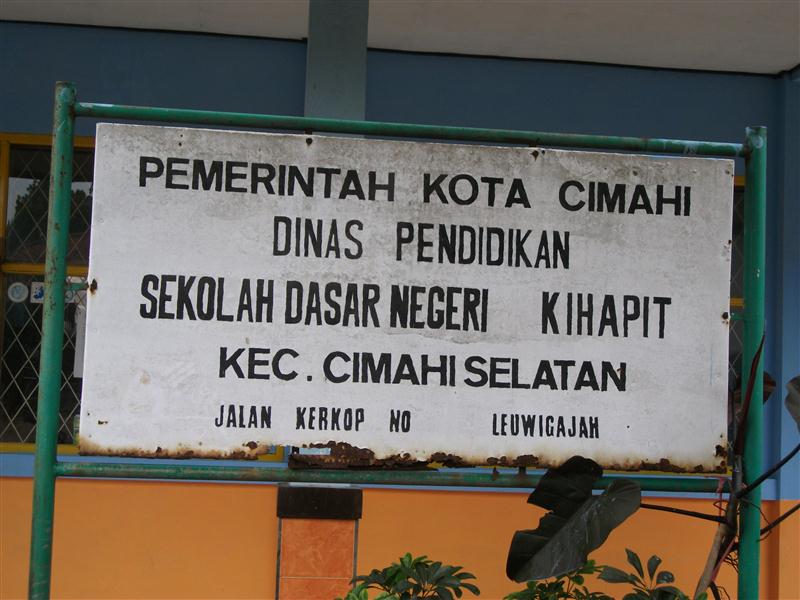 PEMERINTAH KOTA CIMAHI
DINAS PENDIDIKAN
SEKOLAH DASAR NEGERI KIHAPIT
KEC. CIMAHI SELATAN
JALAN KERKOP NO LEUWIGAJAH